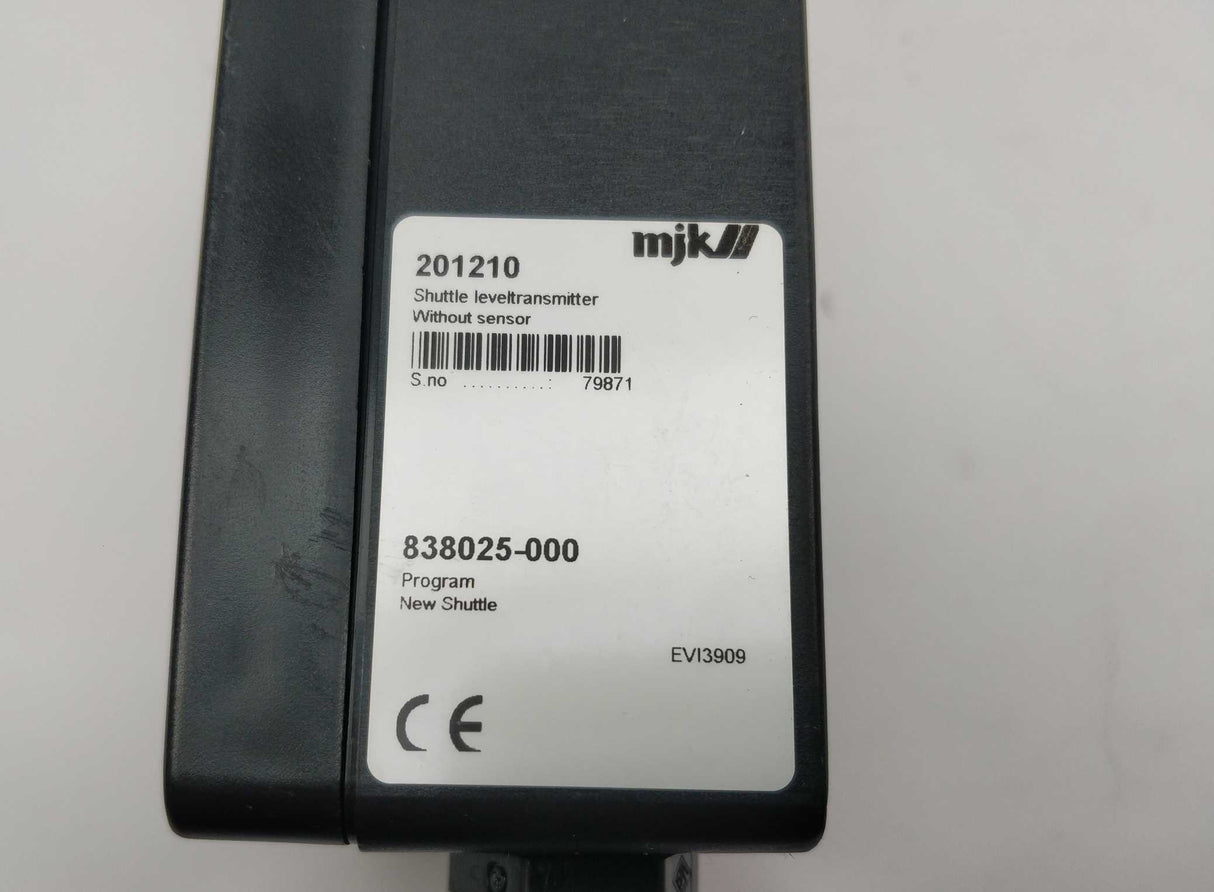 mjk
201210
Shuttle leveltransmitter
Without sensor
S.no ..........: 79871
838025-000
Program
New Shuttle
EVI3909
CE